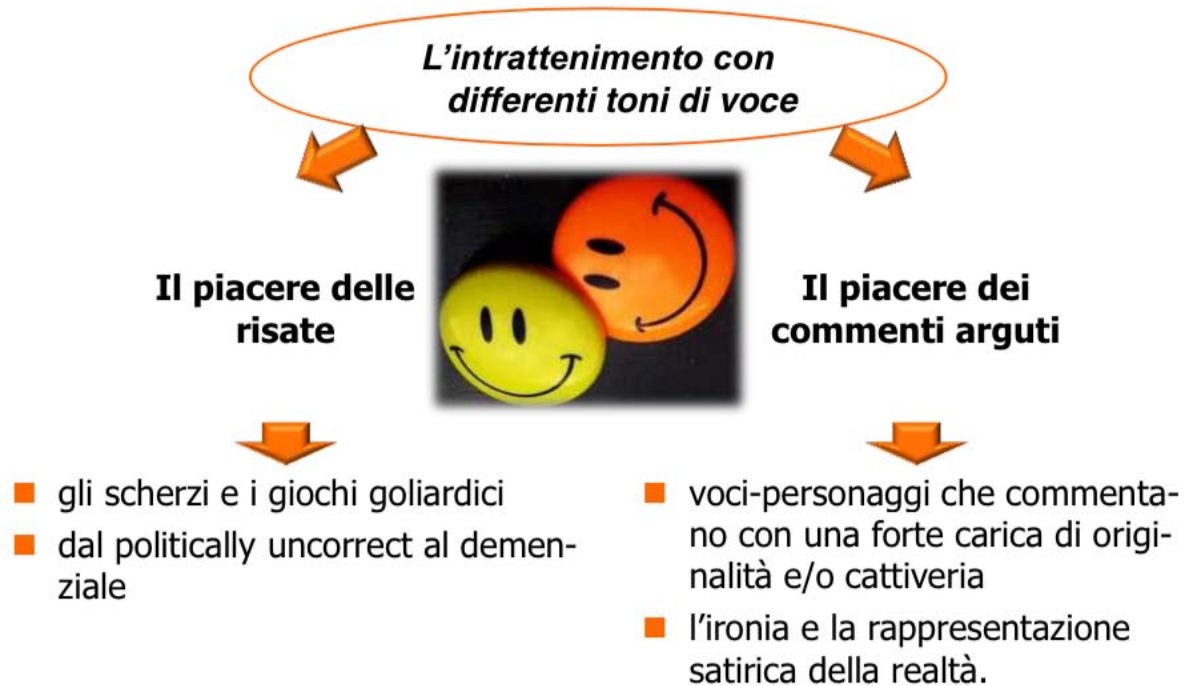 L'intrattenimento con
differenti toni di voce
Il piacere delle
risate
gli scherzi e i giochi goliardici
dal politically uncorrect al demen-
ziale
Il piacere dei
commenti arguti
voci-personaggi che commenta-
no con una forte carica di origi-
nalità e/o cattiveria
l'ironia e la rappresentazione
satirica della realtà.